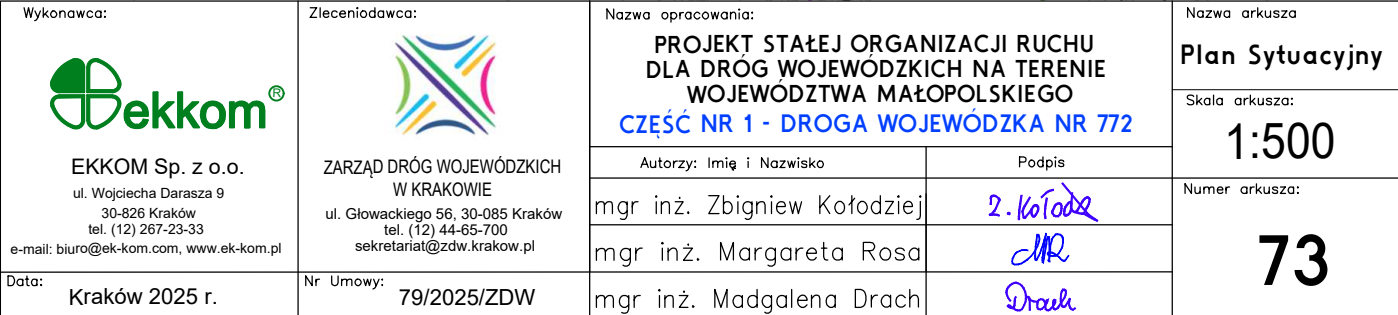 Wykonawca:
ekkom®
EKKOM Sp. z o.o.
ul. Wojciecha Darasza 9
30-826 Kraków
tel. (12) 267-23-33
e-mail: biuro@ek-kom.com, www.ek-kom.pl
Data:
Kraków 2025 r.
Zleceniodawca:
ZARZĄD DRÓG WOJEWÓDZKICH
W KRAKOWIE
ul. Głowackiego 56, 30-085 Kraków
tel. (12) 44-65-700
sekretariat@zdw.krakow.pl
Nr Umowy:
79/2025/ZDW
Nazwa opracowania:
PROJEKT STAŁEJ ORGANIZACJI RUCHU
DLA DRÓG WOJEWÓDZKICH NA TERENIE
WOJEWÓDZTWA MAŁOPOLSKIEGO
CZĘŚĆ NR 1 - DROGA WOJEWÓDZKA NR 772
Autorzy: Imię i Nazwisko
Podpis
mgr inż. Zbigniew Kołodziej
Z. Kołodz
mgr inż. Margareta Rosa
MR
mgr inż. Madgalena Drach
Drach
Nazwa arkusza
Plan Sytuacyjny
Skala arkusza:
1:500
Numer arkusza:
73